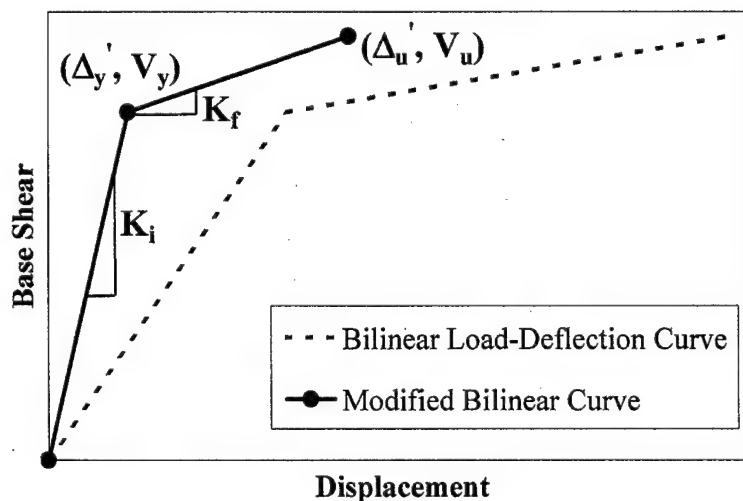 (Δy', Vy)
(Δu', Vu)
Kf
Ki
Base Shear
Bilinear Load-Deflection Curve
Modified Bilinear Curve
Displacement